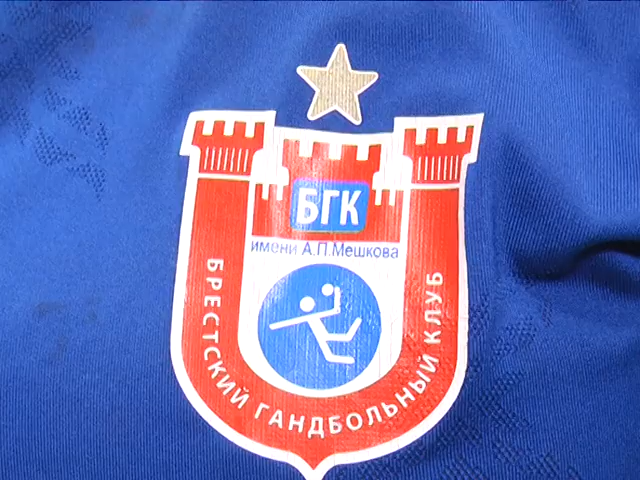 БГК
имени А.П.Мешкова
БРЕСТСКИЙ ГАНДБОЛЬНЫЙ КЛУБ